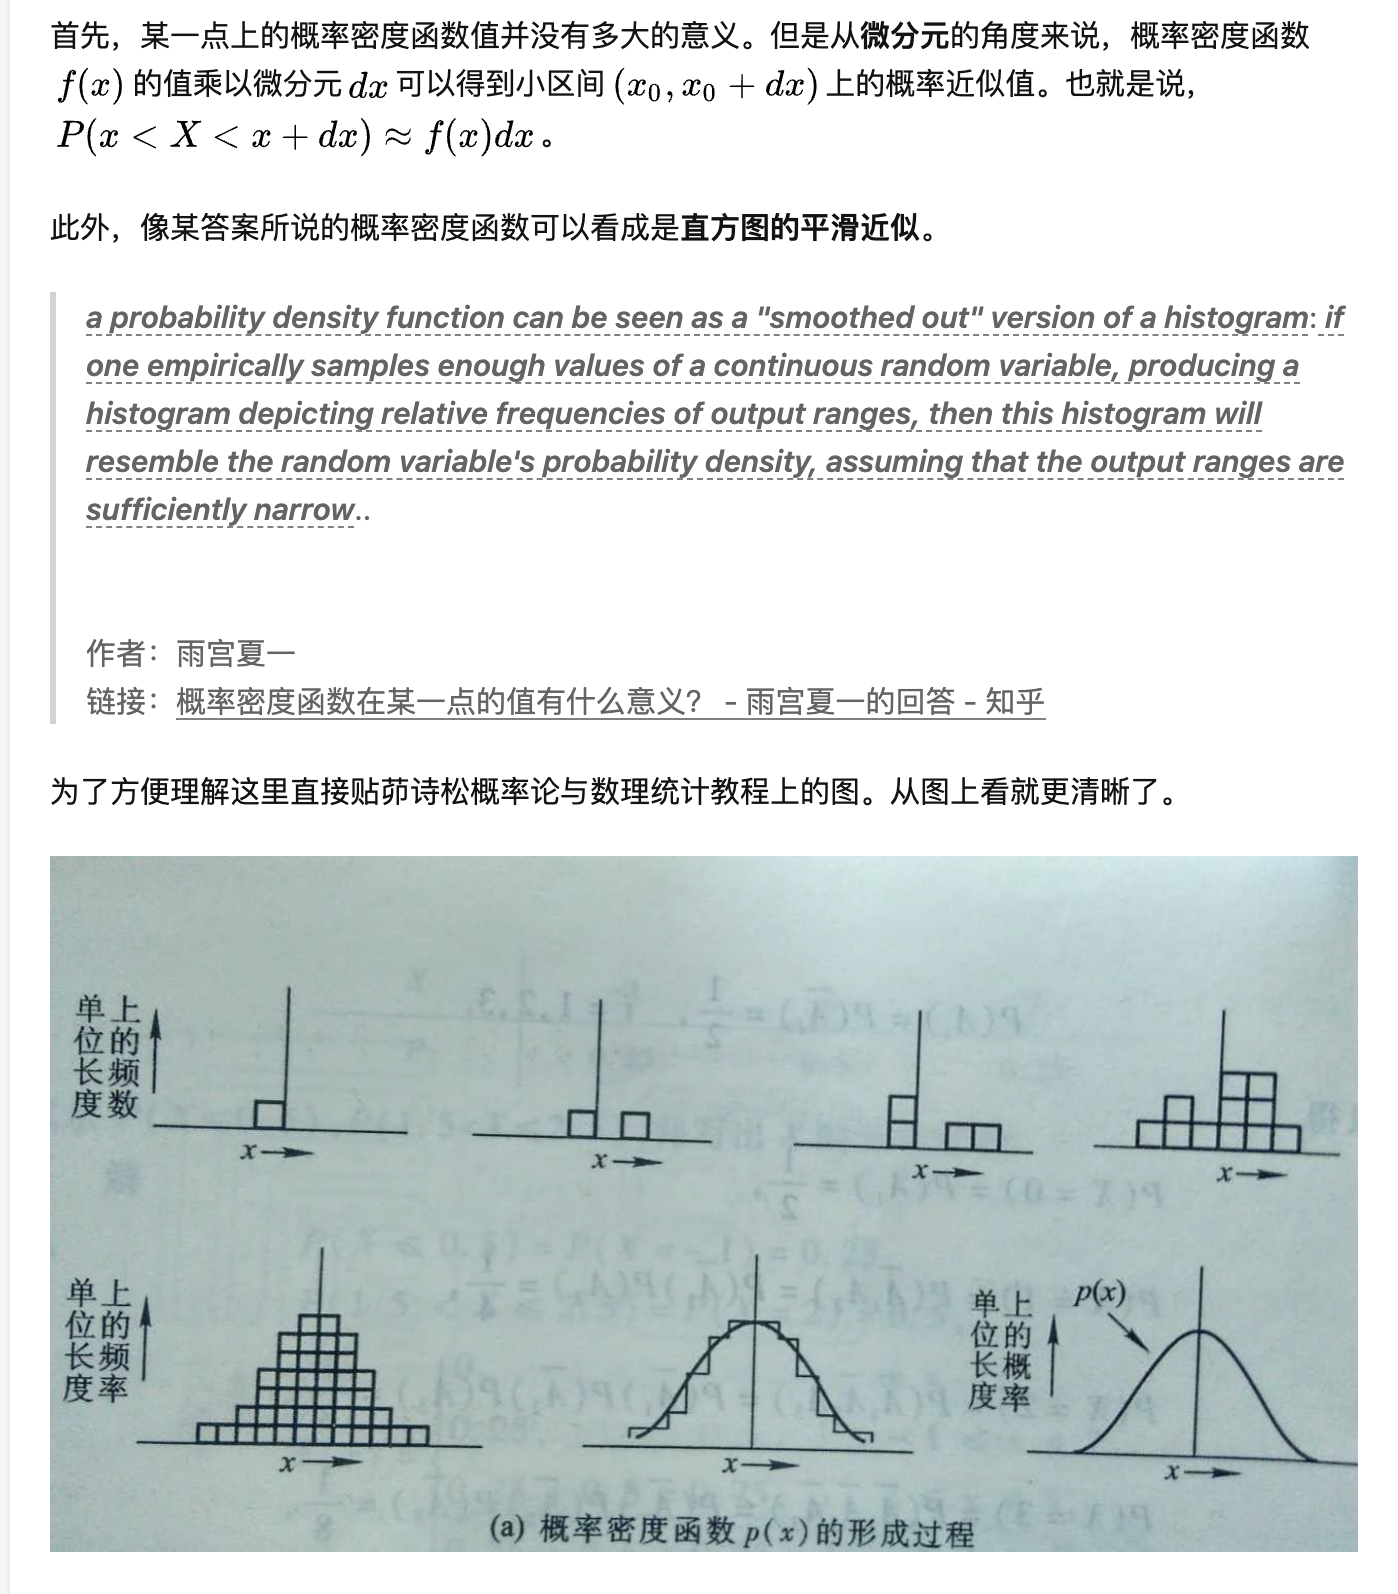 首先，某一点上的概率密度函数值并没有多大的意义。但是从微分元的角度来说，概率密度函数
f(x) 的值乘以微分元 dx 可以得到小区间 (x₀, x₀ + dx) 上的概率近似值。也就是说，
P(x < X < x + dx) ≈ f(x)dx 。
此外，像某答案所说的概率密度函数可以看成是直方图的平滑近似。
a probability density function can be seen as a "smoothed out" version of a histogram: if
one empirically samples enough values of a continuous random variable, producing a
histogram depicting relative frequencies of output ranges, then this histogram will
resemble the random variable's probability density, assuming that the output ranges are
sufficiently narrow..
作者：雨宫夏一
链接：概率密度函数在某一点的值有什么意义？ - 雨宫夏一的回答 - 知乎
为了方便理解这里直接贴茆诗松概率论与数理统计教程上的图。从图上看就更清晰了。
单位长度上的频数
x
x
x
x
单位长度上的频率
x
x
单位长度上的概率
p(x)
x
(a) 概率密度函数 p(x) 的形成过程